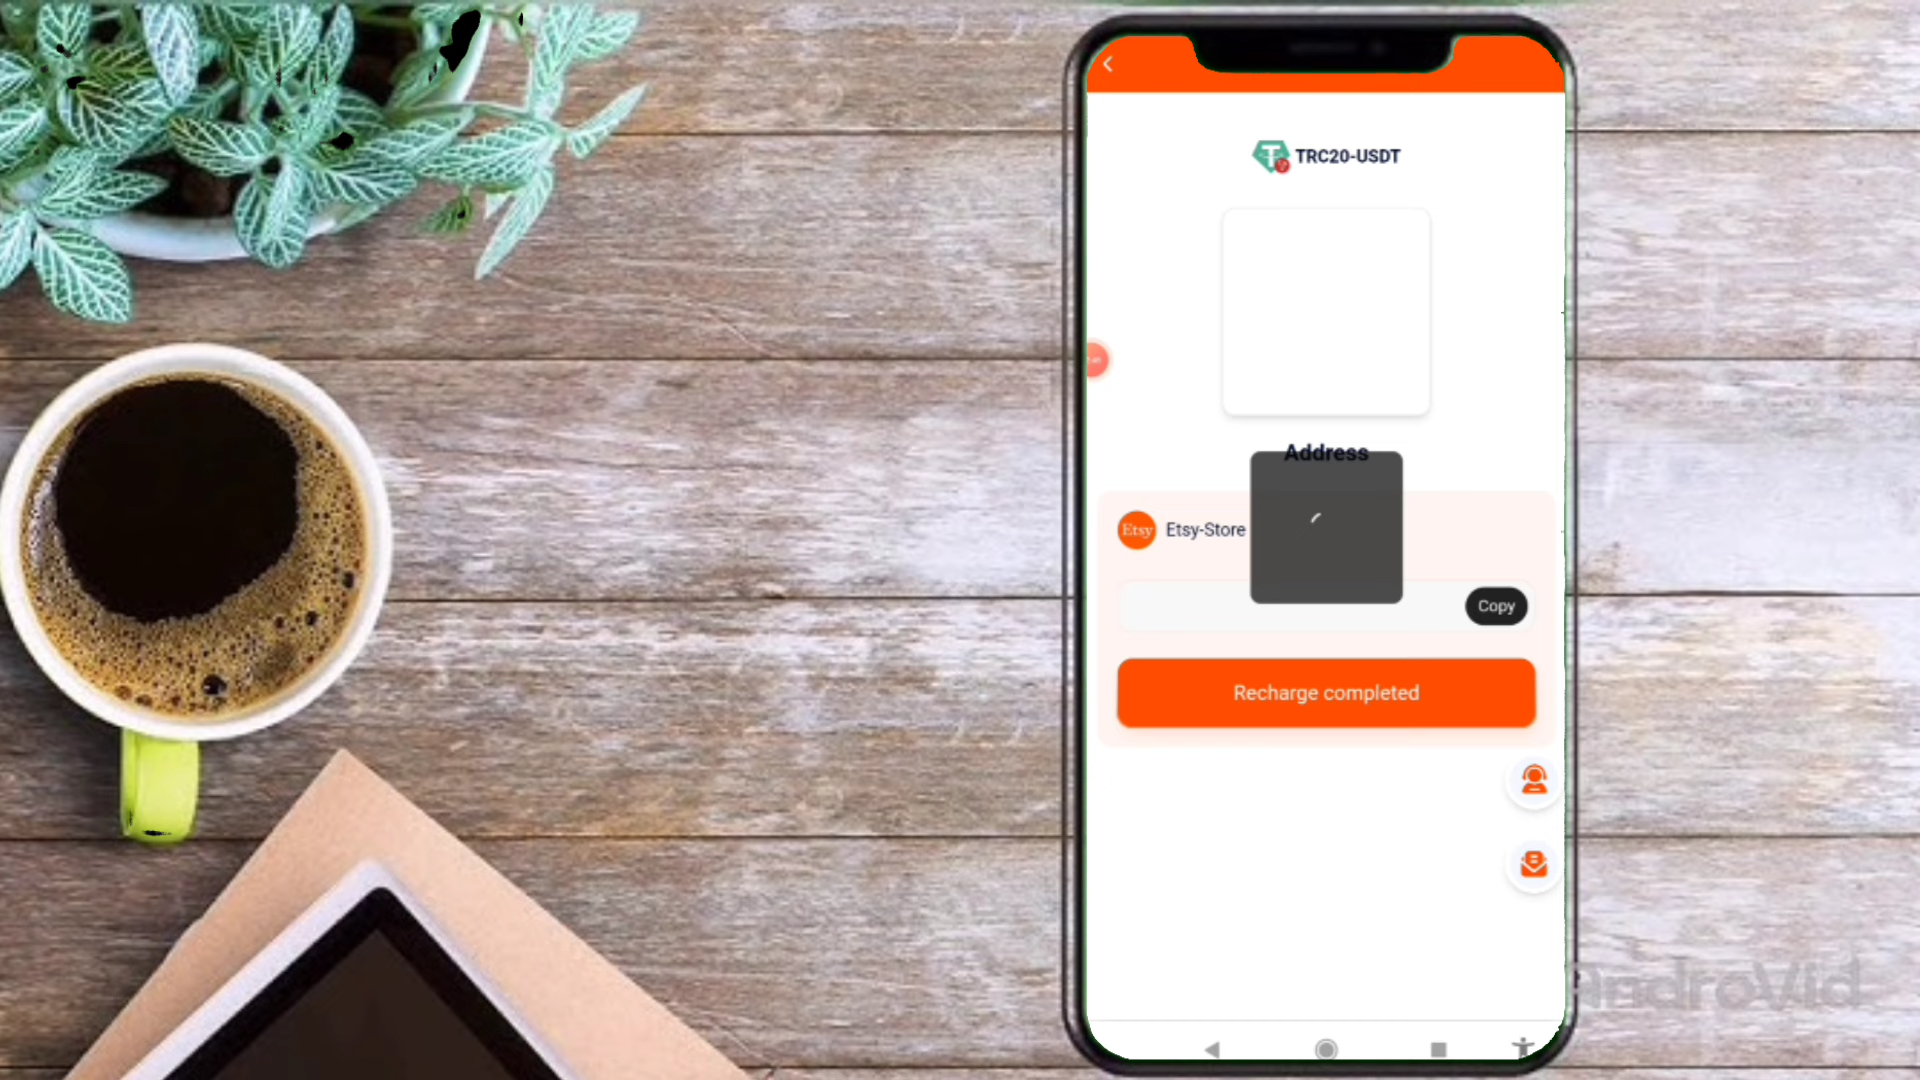 TRC20-USDT
Address
Etsy Etsy-Store
Copy
Recharge completed
AndroVid